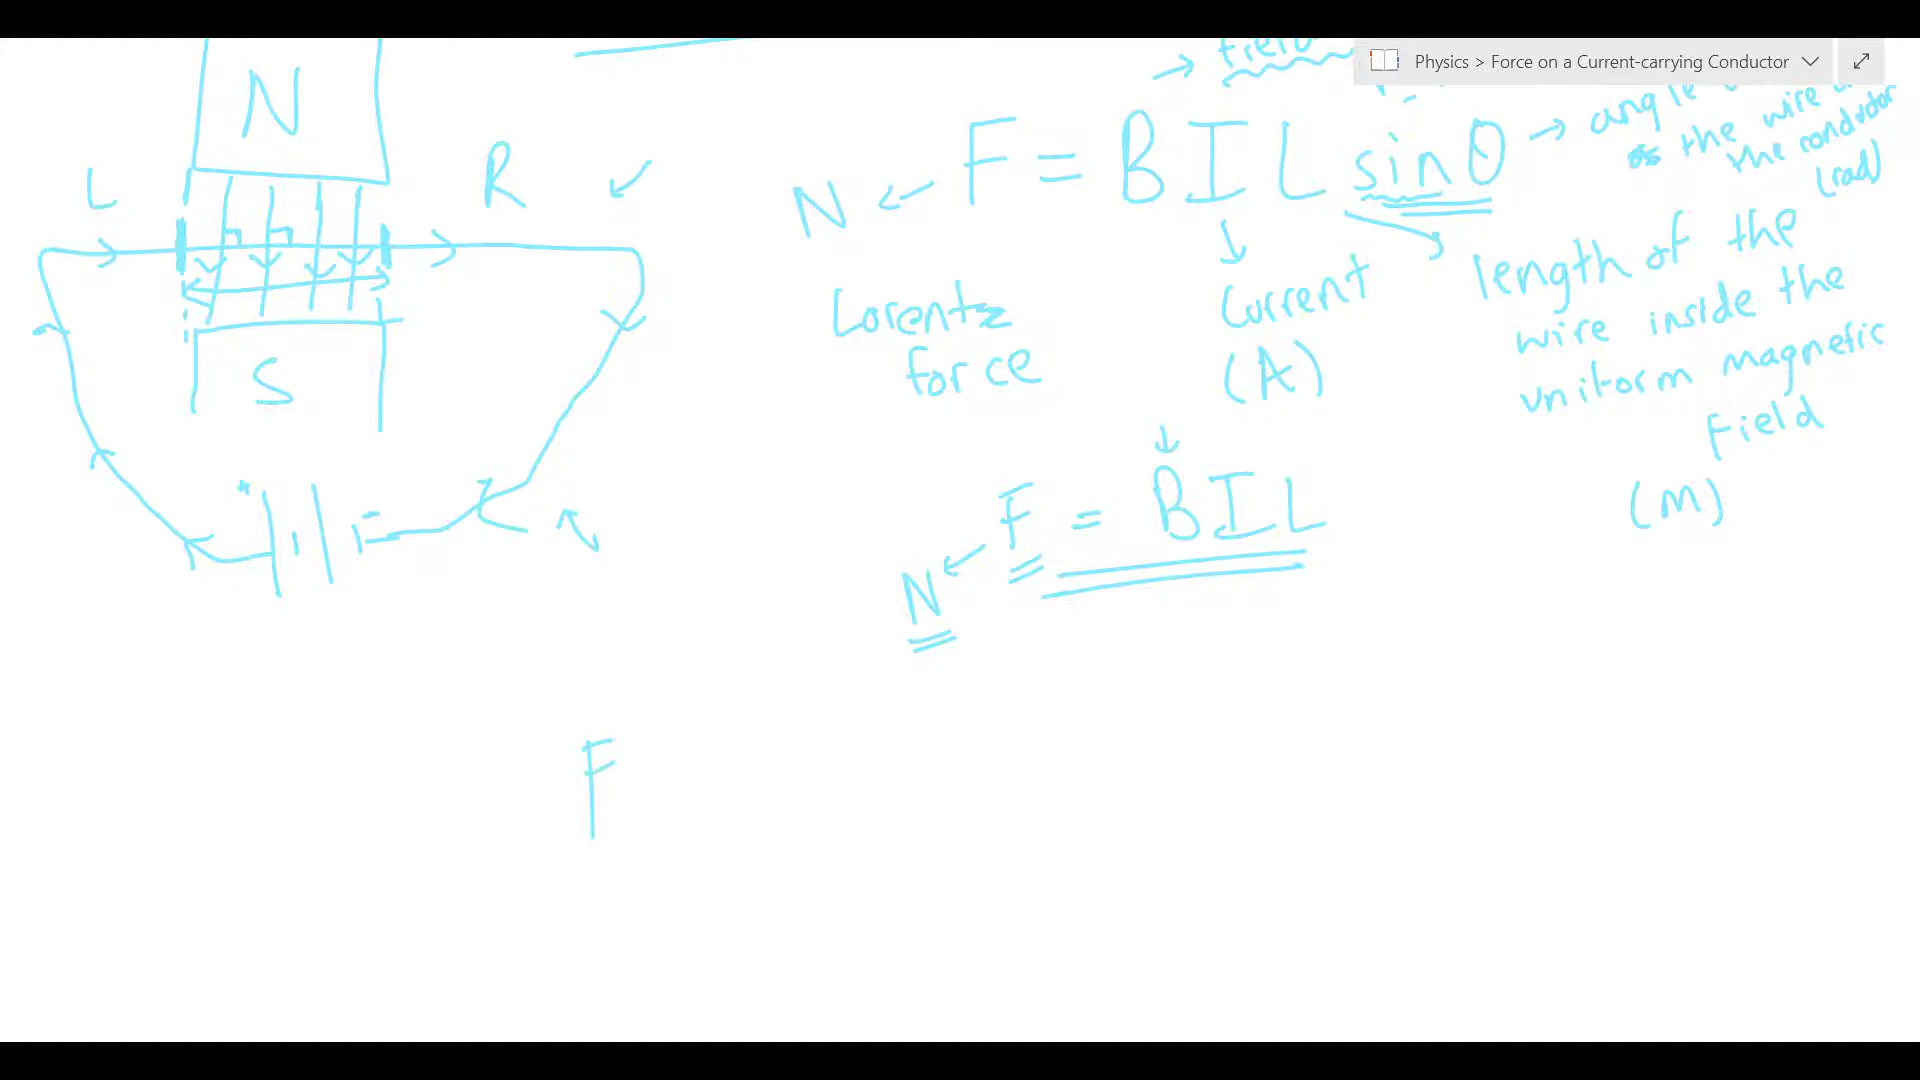 Physics > Force on a Current-carrying Conductor
N
L
R
S
→ field
F = BIL sinθ → angle
the wire
the conductor
(rad)
N ←
Lorentz
force
↓
Current
(A)
length of the
wire inside the
uniform magnetic
field
(m)
↓
F = BIL
N ←
F